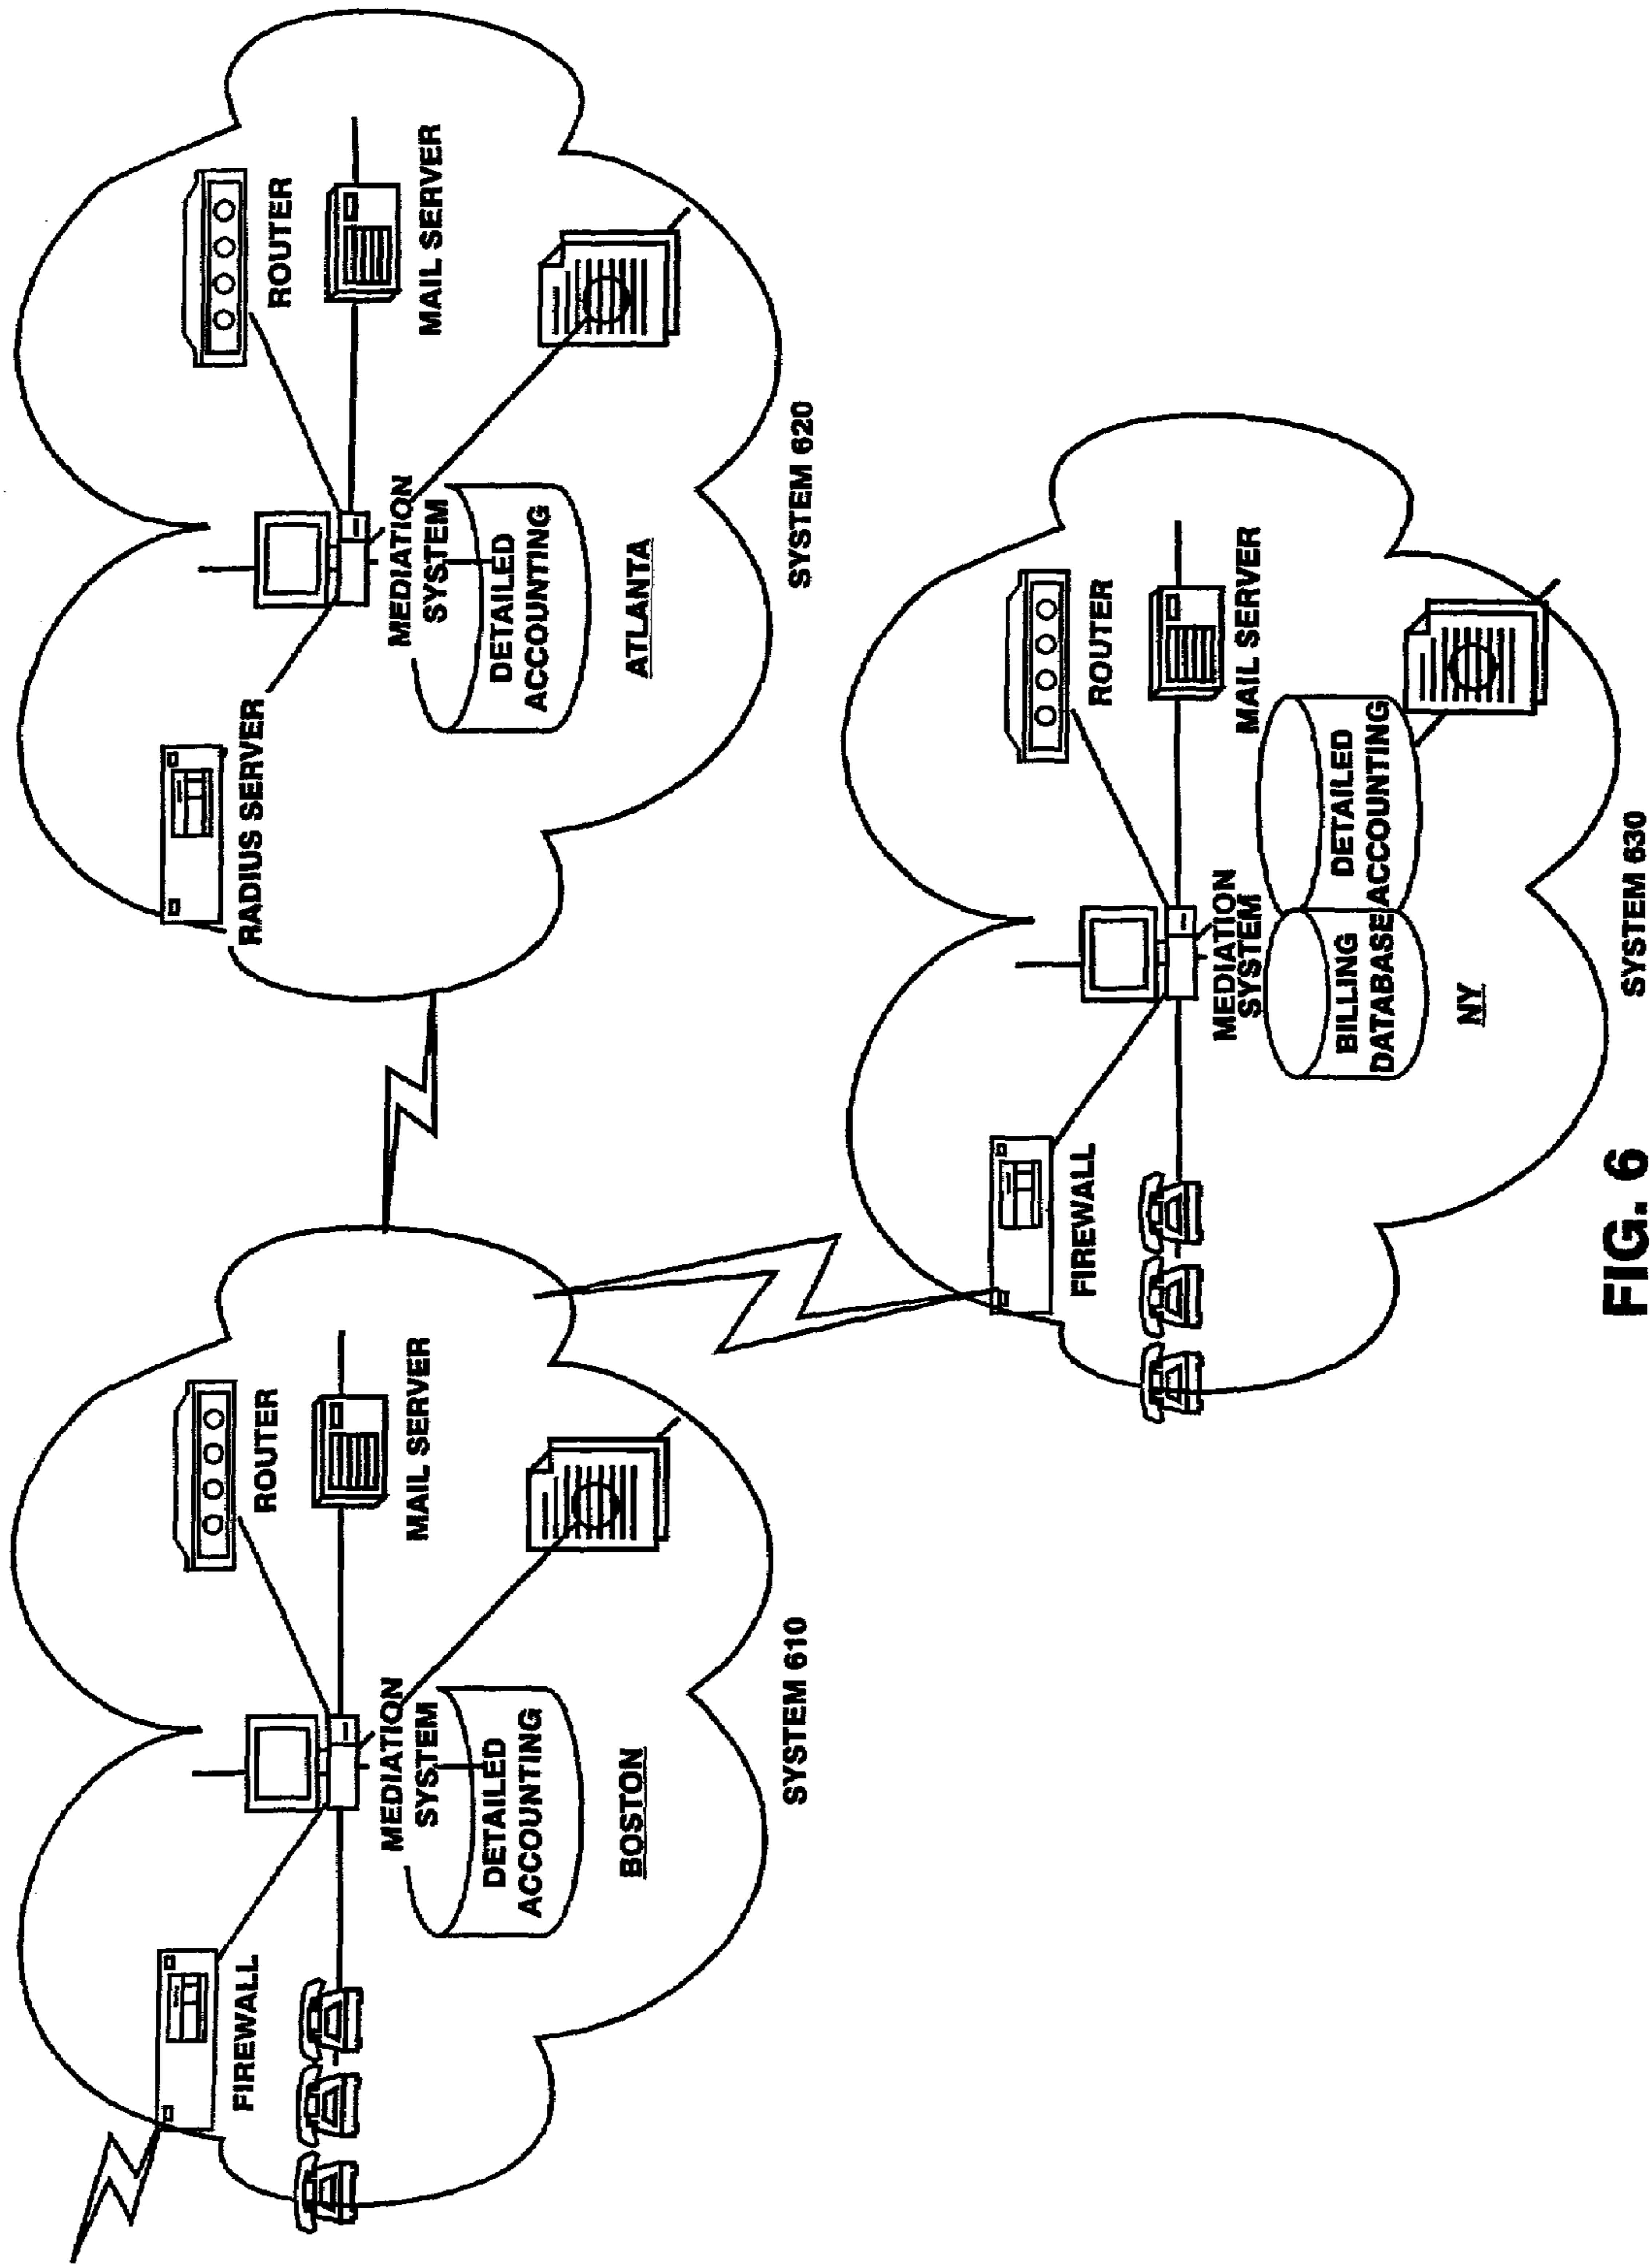 FIREWALL
ROUTER
MAIL SERVER
MEDIATION
SYSTEM
DETAILED
ACCOUNTING
BOSTON
SYSTEM 610
RADIUS SERVER
ROUTER
MAIL SERVER
MEDIATION
SYSTEM
DETAILED
ACCOUNTING
ATLANTA
SYSTEM 620
FIREWALL
ROUTER
MAIL SERVER
MEDIATION
SYSTEM
BILLING
DATABASE
DETAILED
ACCOUNTING
NY
SYSTEM 630
FIG. 6